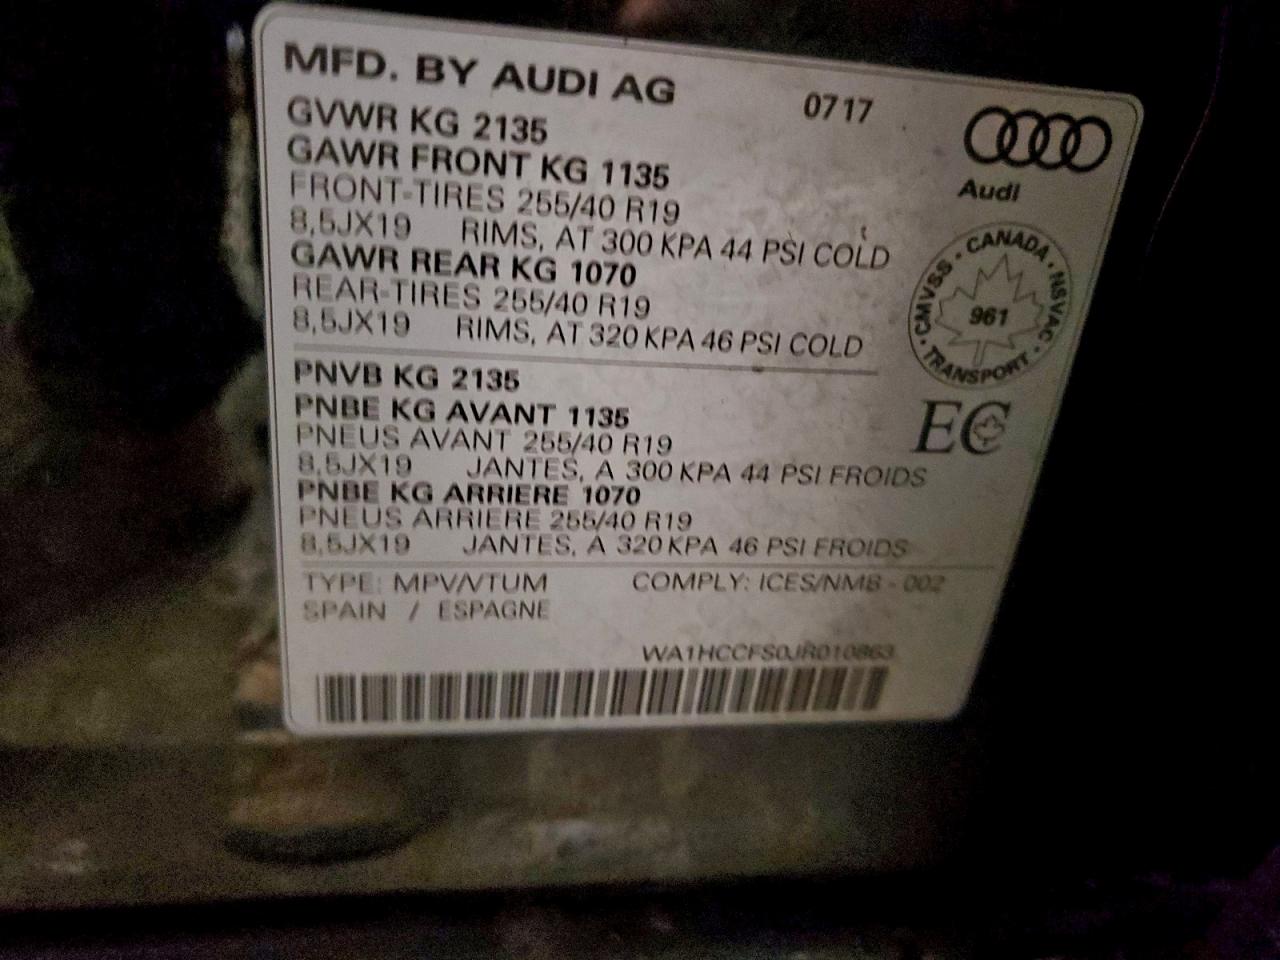 MFD. BY AUDI AG 0717
GVWR KG 2135
GAWR FRONT KG 1135
FRONT-TIRES 255/40 R19
8,5JX19 RIMS, AT 300 KPA 44 PSI COLD
GAWR REAR KG 1070
REAR-TIRES 255/40 R19
8,5JX19 RIMS, AT 320 KPA 46 PSI COLD
Audi
CMVSS · CANADA · NSVAC · TRANSPORT ·
961
EC
PNVB KG 2135
PNBE KG AVANT 1135
PNEUS AVANT 255/40 R19
8,5JX19 JANTES, A 300 KPA 44 PSI FROIDS
PNBE KG ARRIERE 1070
PNEUS ARRIERE 255/40 R19
8,5JX19 JANTES, A 320 KPA 46 PSI FROIDS
TYPE: MPV/VTUM COMPLY: ICES/NMB - 002
SPAIN / ESPAGNE
WA1HCCFS0JR010863